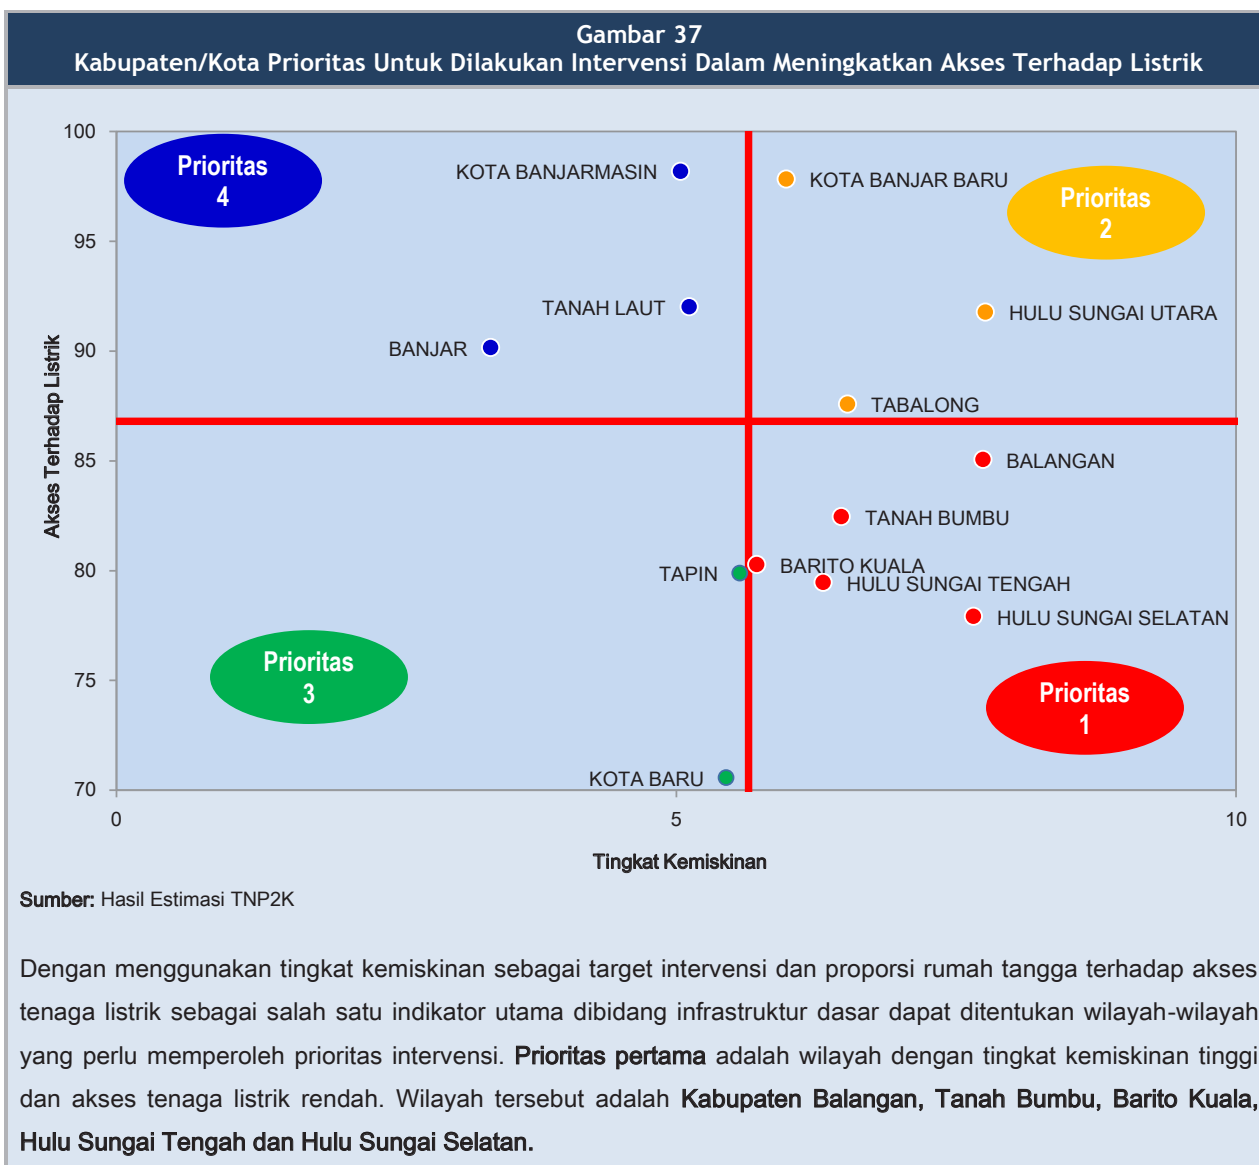 Gambar 37
Kabupaten/Kota Prioritas Untuk Dilakukan Intervensi Dalam Meningkatkan Akses Terhadap Listrik
100
95
90
85
80
75
70
Akses Terhadap Listrik
Prioritas
4
KOTA BANJARMASIN
KOTA BANJAR BARU
Prioritas
2
TANAH LAUT
HULU SUNGAI UTARA
BANJAR
TABALONG
BALANGAN
TANAH BUMBU
TAPIN
BARITO KUALA
HULU SUNGAI TENGAH
HULU SUNGAI SELATAN
Prioritas
3
Prioritas
1
KOTA BARU
0
5
10
Tingkat Kemiskinan
Sumber: Hasil Estimasi TNP2K
Dengan menggunakan tingkat kemiskinan sebagai target intervensi dan proporsi rumah tangga terhadap akses
tenaga listrik sebagai salah satu indikator utama dibidang infrastruktur dasar dapat ditentukan wilayah-wilayah
yang perlu memperoleh prioritas intervensi. Prioritas pertama adalah wilayah dengan tingkat kemiskinan tinggi
dan akses tenaga listrik rendah. Wilayah tersebut adalah Kabupaten Balangan, Tanah Bumbu, Barito Kuala,
Hulu Sungai Tengah dan Hulu Sungai Selatan.